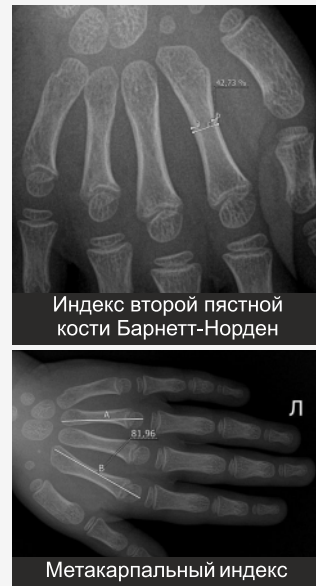 42,73 %
Индекс второй пястной
кости Барнетт-Норден
Л
A
81,96
B
Метакарпальный индекс